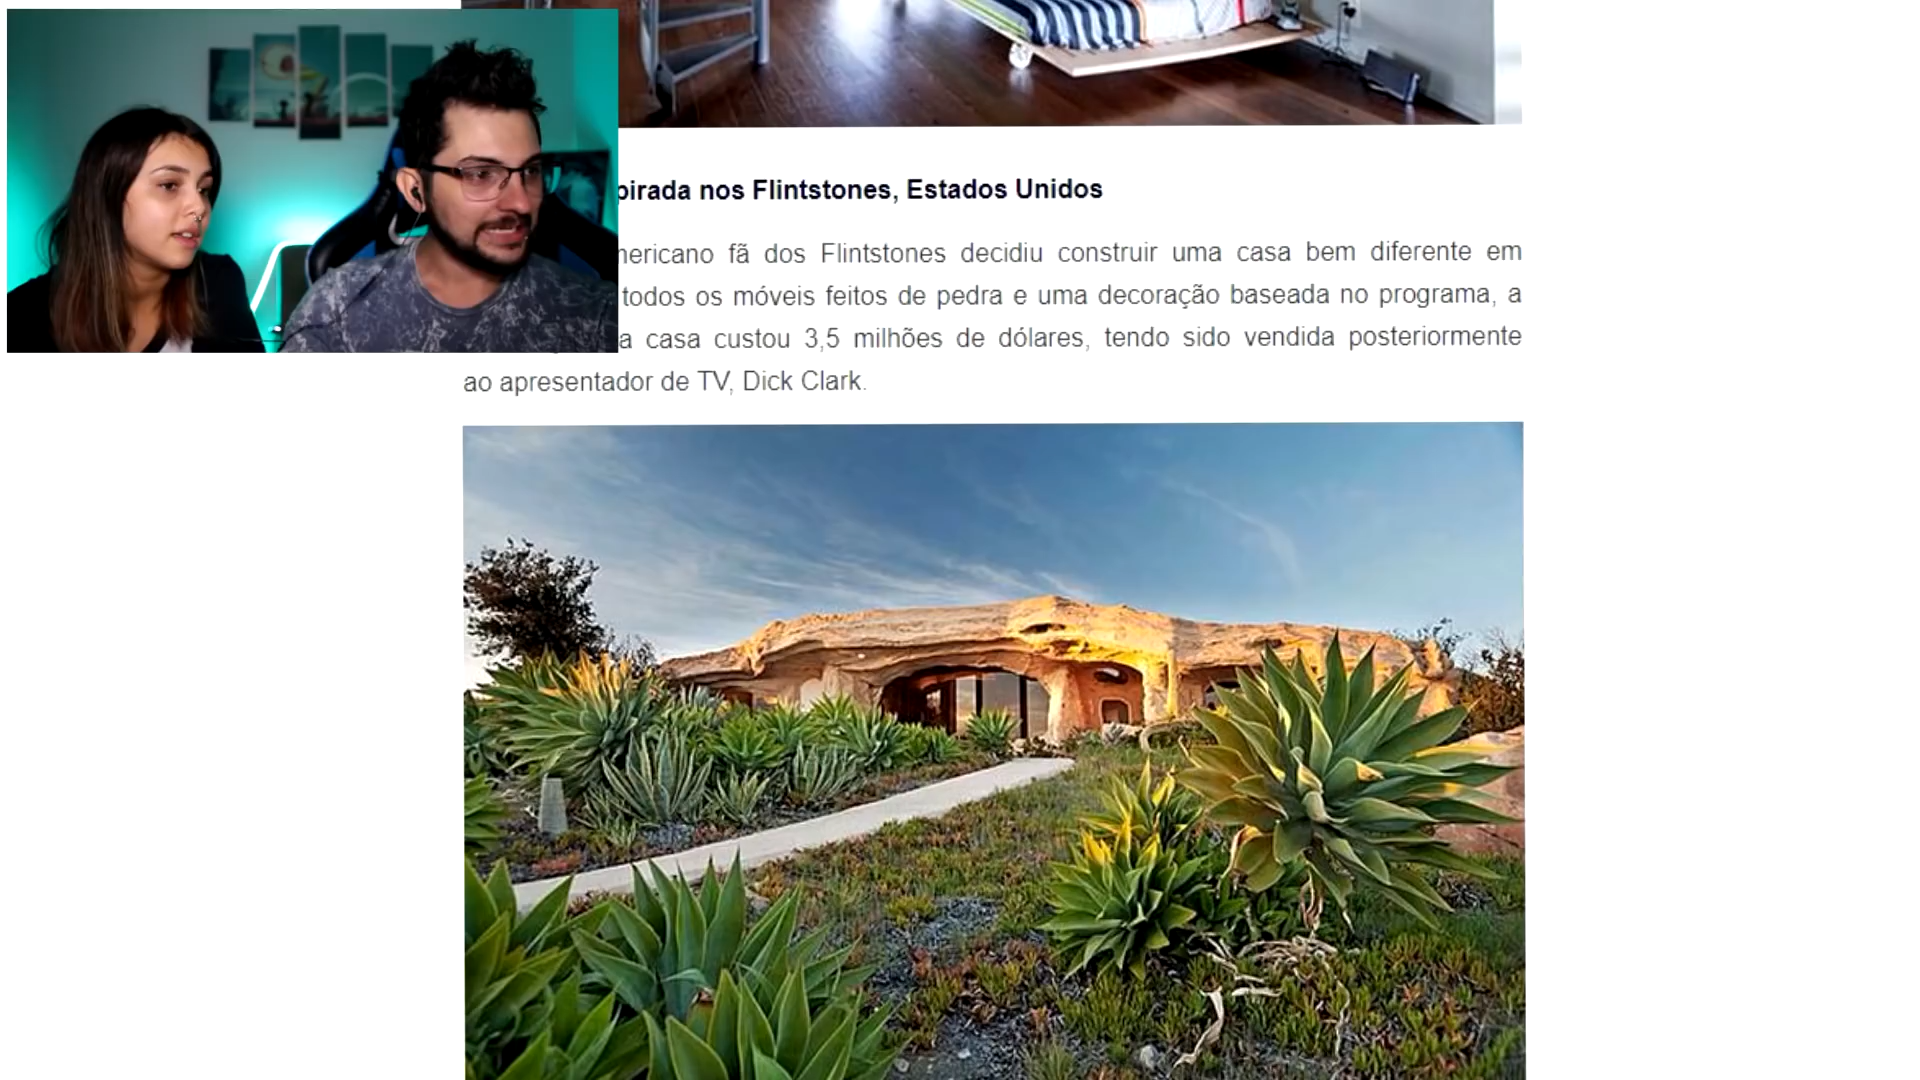 nos Flintstones, Estados Unidos
fã dos Flintstones decidiu construir uma casa bem diferente em
todos os móveis feitos de pedra e uma decoração baseada no programa, a
a casa custou 3,5 milhões de dólares, tendo sido vendida posteriormente
ao apresentador de TV, Dick Clark.